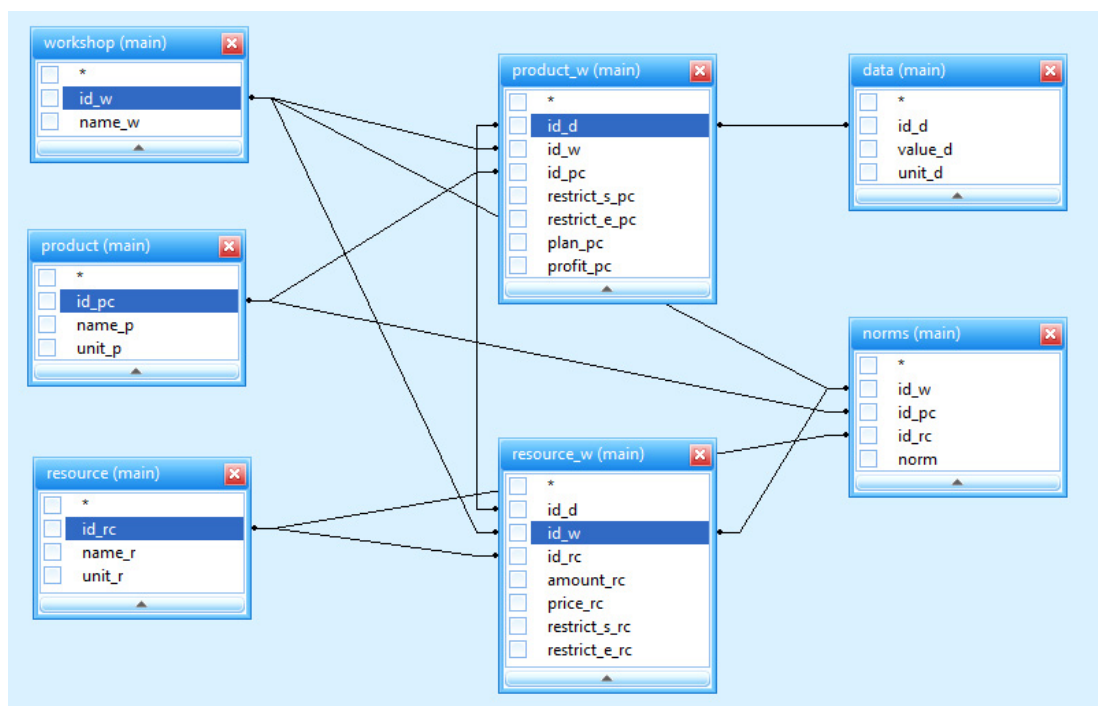 workshop (main)
*
id_w
name_w
product (main)
*
id_pc
name_p
unit_p
resource (main)
*
id_rc
name_r
unit_r
product_w (main)
*
id_d
id_w
id_pc
restrict_s_pc
restrict_e_pc
plan_pc
profit_pc
resource_w (main)
*
id_d
id_w
id_rc
amount_rc
price_rc
restrict_s_rc
restrict_e_rc
data (main)
*
id_d
value_d
unit_d
norms (main)
*
id_w
id_pc
id_rc
norm